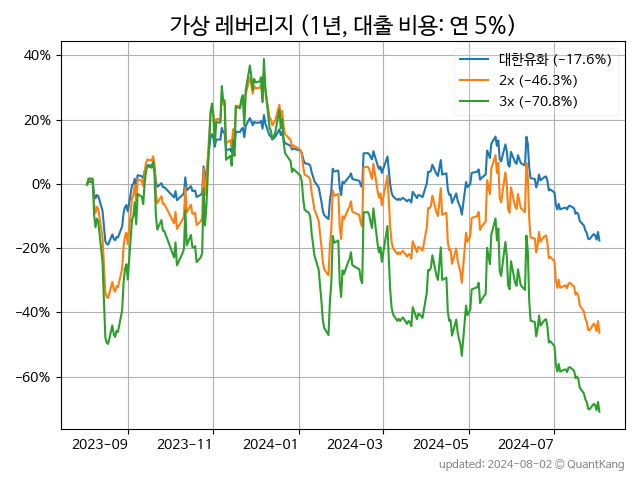 가상 레버리지 (1년, 대출 비용: 연 5%)
대한유화 (−17.6%)
2x (−46.3%)
3x (−70.8%)
40%
20%
0%
−20%
−40%
−60%
2023-09
2023-11
2024-01
2024-03
2024-05
2024-07
updated: 2024-08-02 © QuantKang